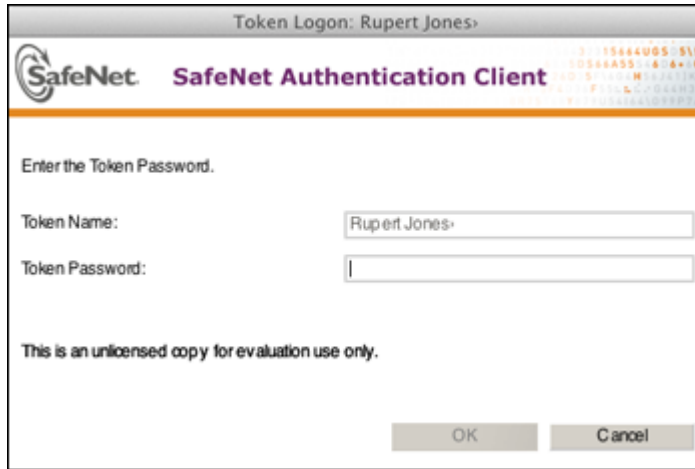 Token Logon: Rupert Jones›
SafeNet. SafeNet Authentication Client
Enter the Token Password.
Token Name: Rupert Jones›
Token Password:
This is an unlicensed copy for evaluation use only.
OK Cancel